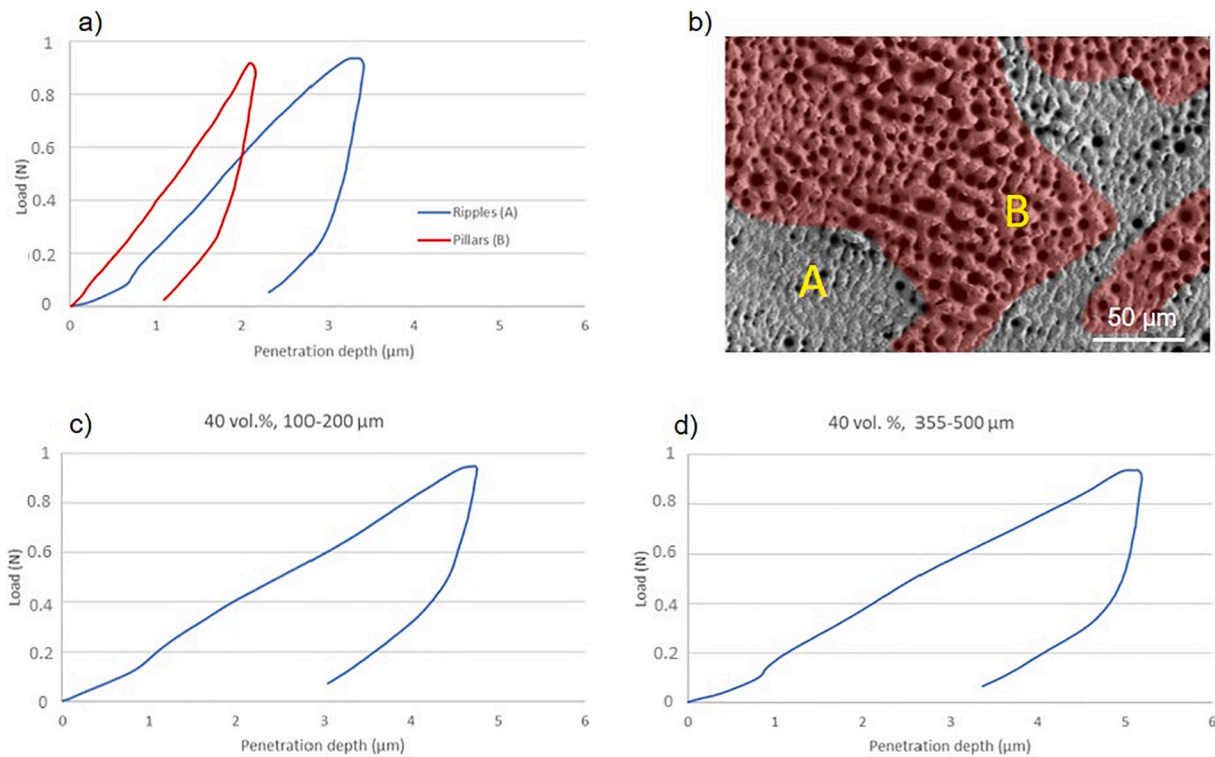 a)
1
0.8
0.6
0.4
0.2
0
Load (N)
0 1 2 3 4 5 6
Penetration depth (µm)
Ripples (A)
Pillars (B)
b)
B
A
50 µm
c)
40 vol.%, 100-200 µm
1
0.8
0.6
0.4
0.2
0
Load (N)
0 1 2 3 4 5 6
Penetration depth (µm)
d)
40 vol. %, 355-500 µm
1
0.8
0.6
0.4
0.2
0
Load (N)
0 1 2 3 4 5 6
Penetration depth (µm)